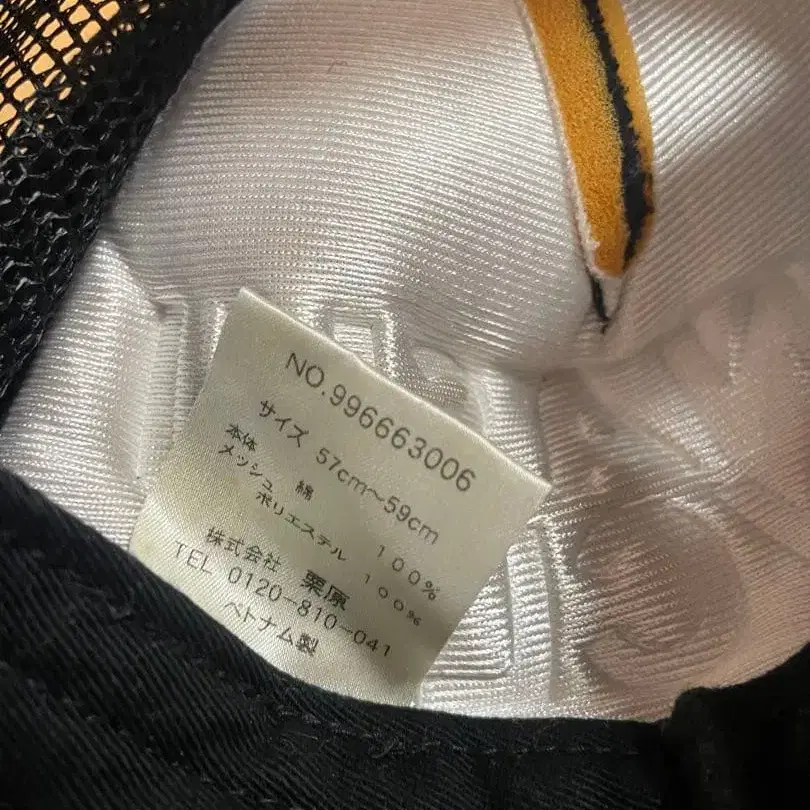 NO.996663006
サイズ 57cm～59cm
本体 綿 100%
メッシュ ポリエステル 100%
株式会社 栗原
TEL 0120-810-041
ベトナム製